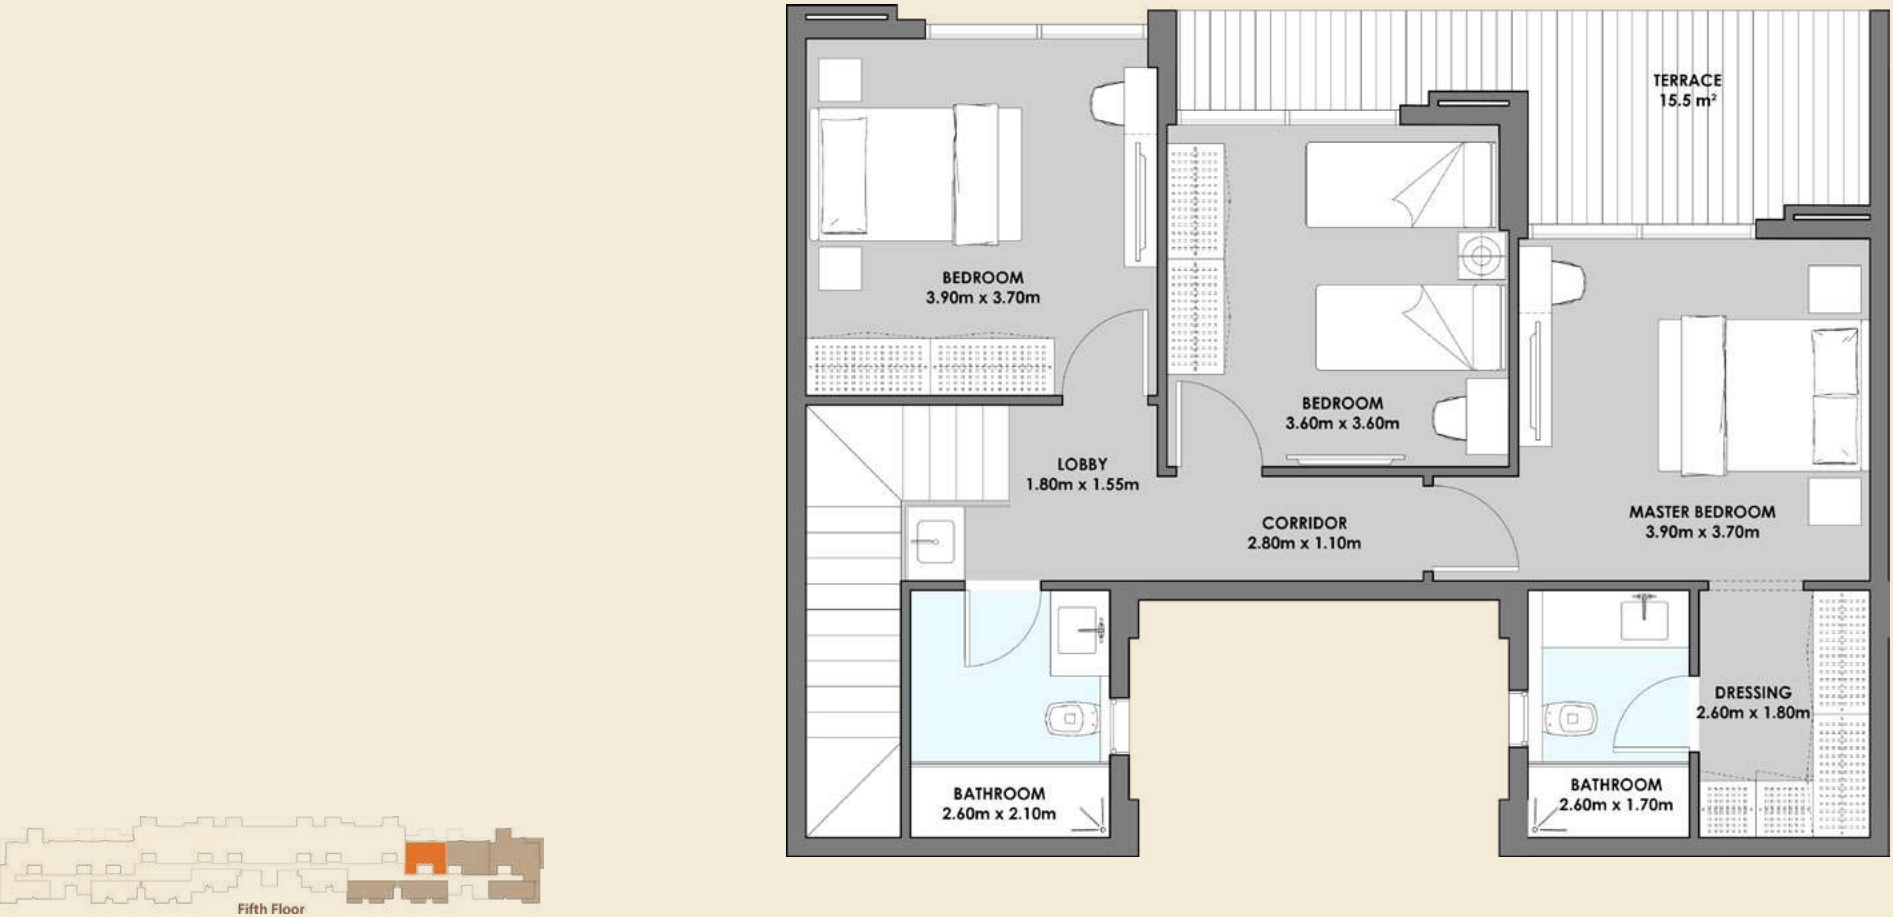 TERRACE
15.5 m²
BEDROOM
3.90m x 3.70m
BEDROOM
3.60m x 3.60m
LOBBY
1.80m x 1.55m
CORRIDOR
2.80m x 1.10m
MASTER BEDROOM
3.90m x 3.70m
DRESSING
2.60m x 1.80m
BATHROOM
2.60m x 2.10m
BATHROOM
2.60m x 1.70m
Fifth Floor